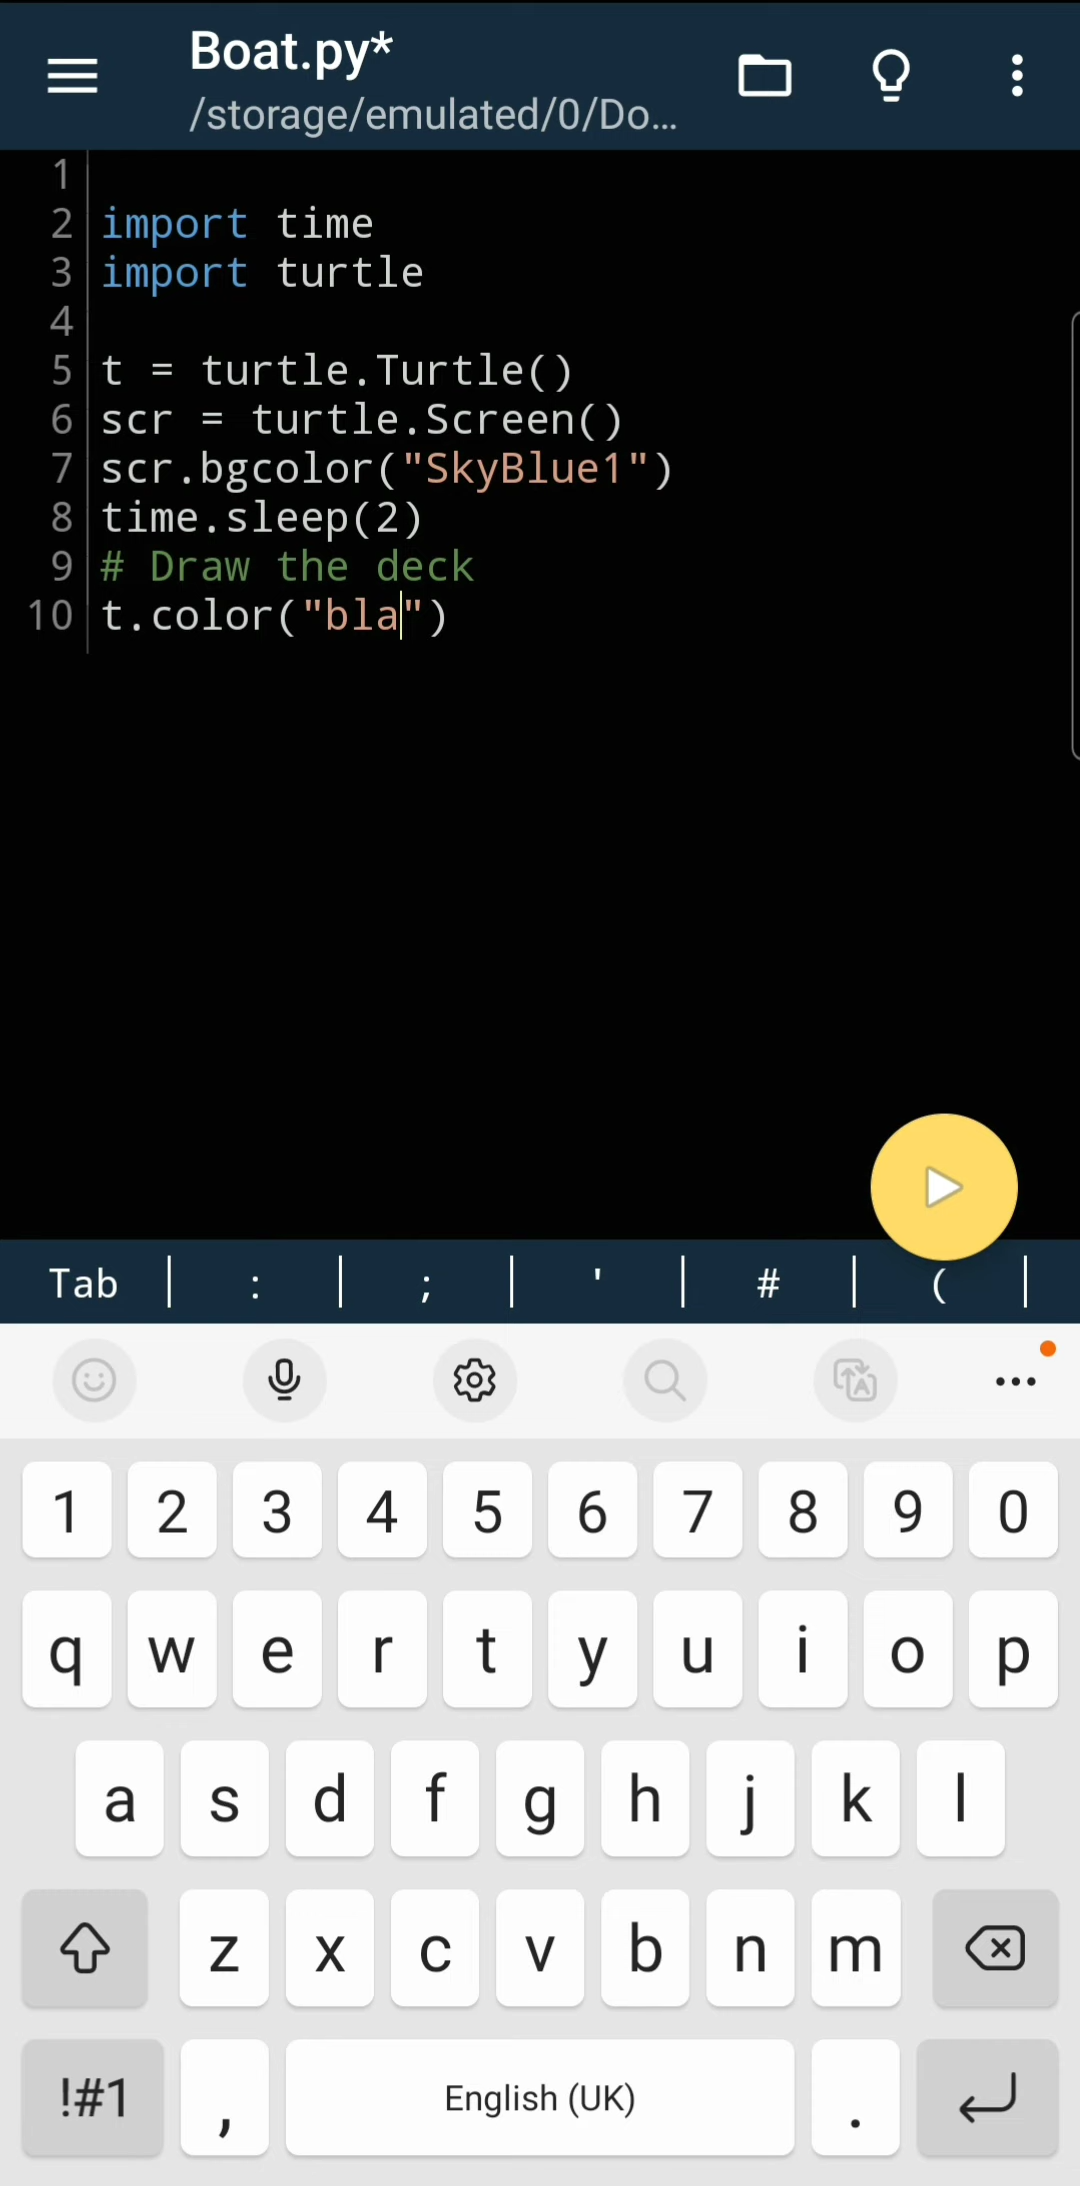 Boat.py*
/storage/emulated/0/Do...
1
2 import time
3 import turtle
4
5 t = turtle.Turtle()
6 scr = turtle.Screen()
7 scr.bgcolor("SkyBlue1")
8 time.sleep(2)
9 # Draw the deck
10 t.color("bla")
Tab : ; ' # (
1 2 3 4 5 6 7 8 9 0
q w e r t y u i o p
a s d f g h j k l
z x c v b n m
!#1 , English (UK) .